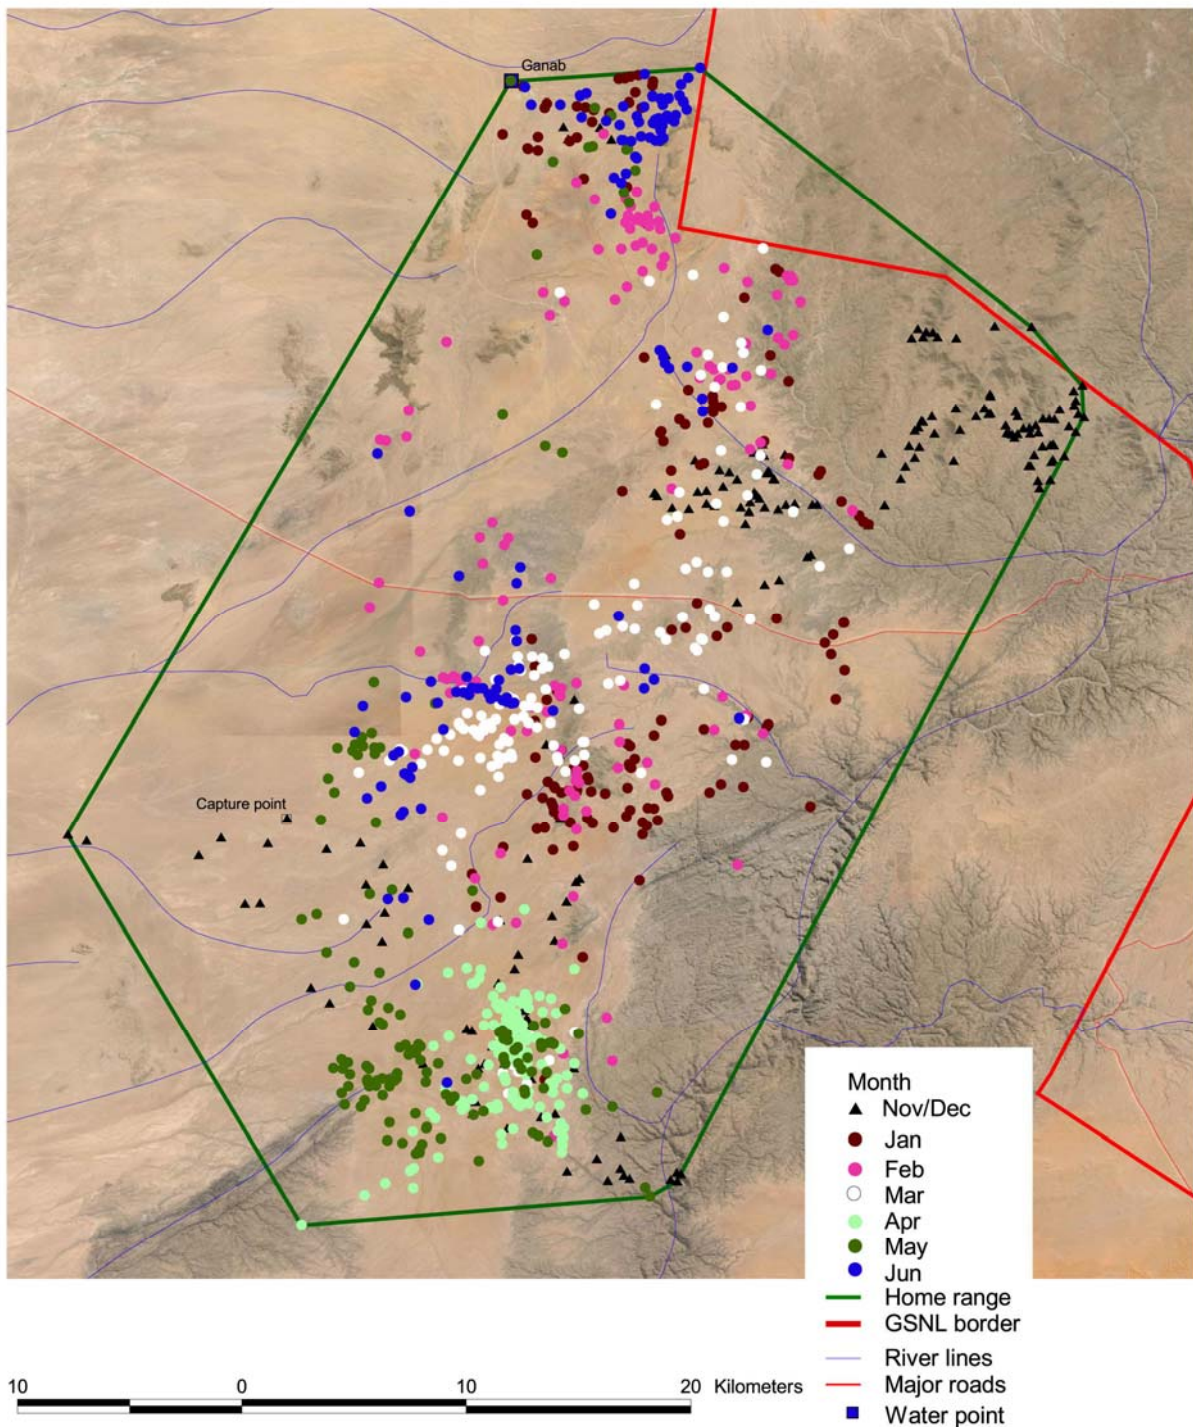 Ganab
Capture point
Month
Nov/Dec
Jan
Feb
Mar
Apr
May
Jun
Home range
GSNL border
River lines
Major roads
Water point
10 0 10 20 Kilometers